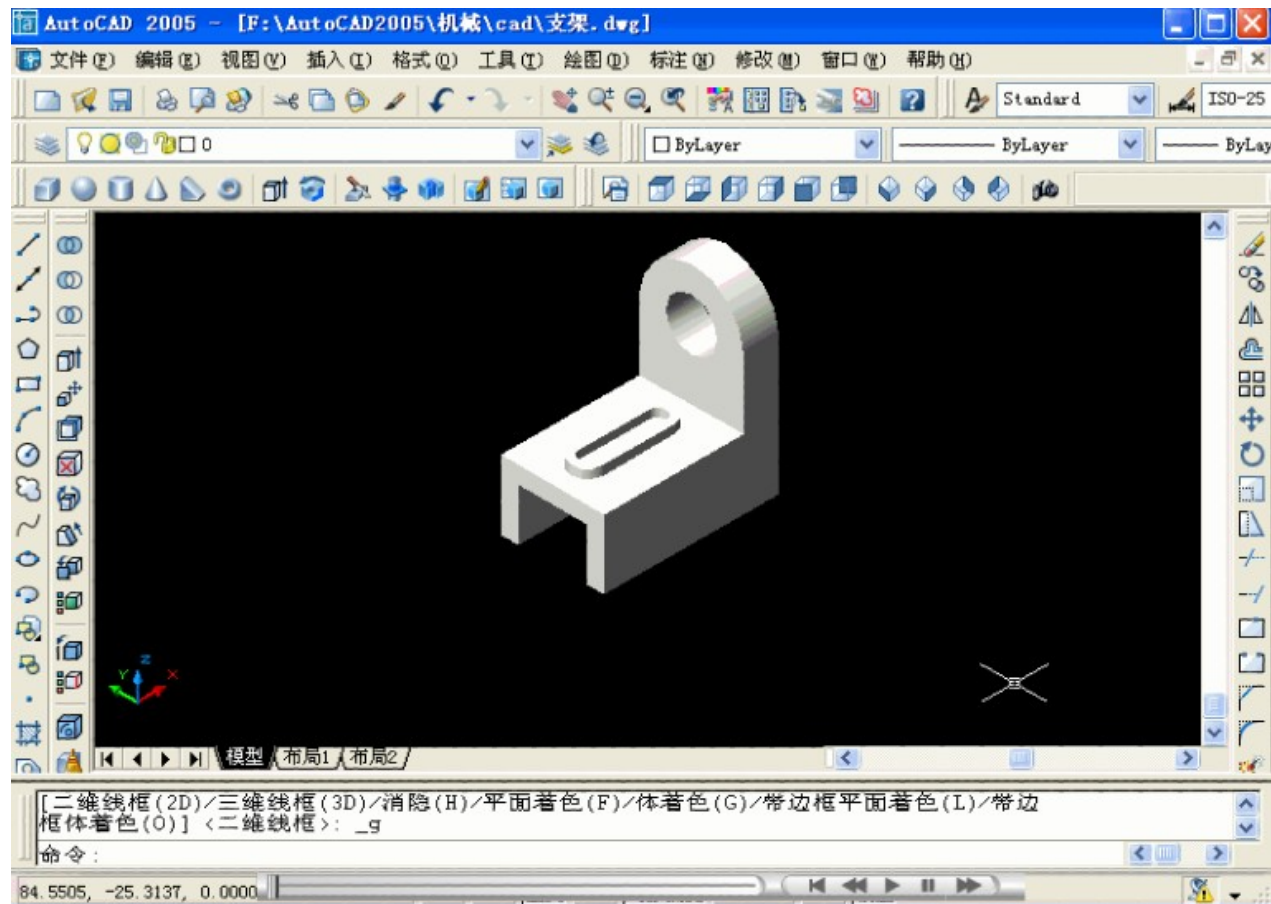 AutoCAD 2005 - [F:\AutoCAD2005\机械\cad\支架.dwg]
文件(F) 编辑(E) 视图(V) 插入(I) 格式(O) 工具(T) 绘图(D) 标注(N) 修改(M) 窗口(W) 帮助(H)
Standard ISO-25
0 ByLayer ByLayer ByLay
Z
Y X
模型 布局1 布局2
[二维线框(2D)/三维线框(3D)/消隐(H)/平面着色(F)/体着色(G)/带边框平面着色(L)/带边
框体着色(O)] <二维线框>: _g
命令:
84.5505, -25.3137, 0.0000